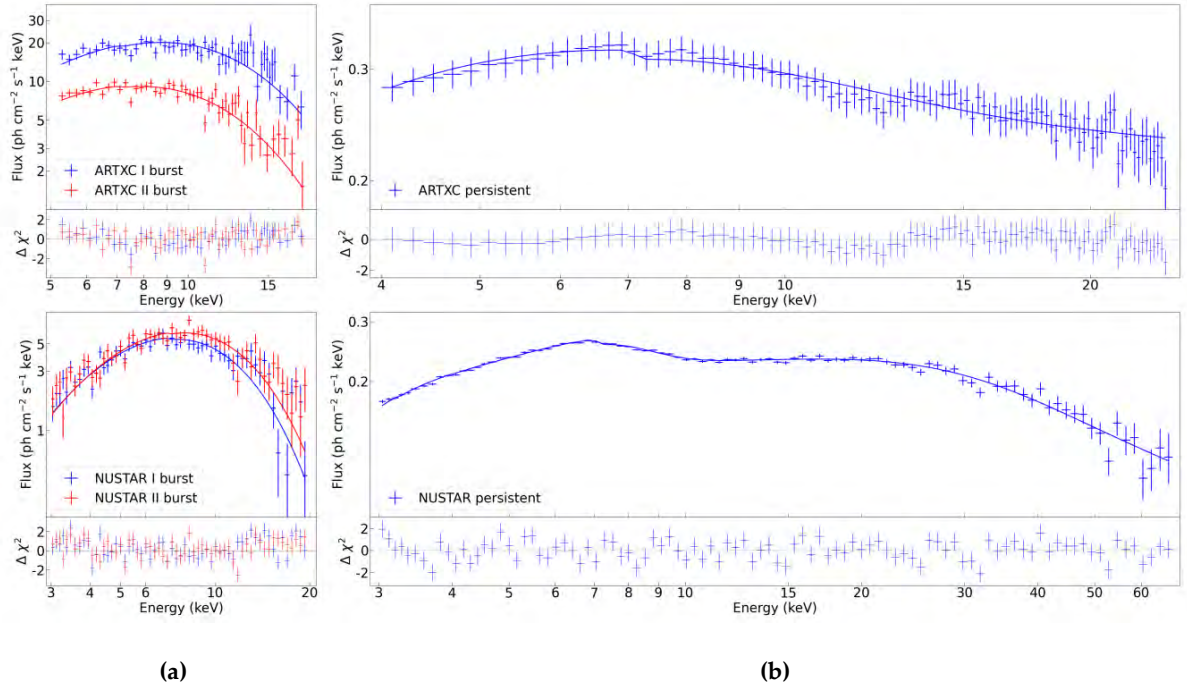 30
20
10
5
3
2
Flux (ph cm⁻² s⁻¹ keV)
ARTXC I burst
ARTXC II burst
2
0
-2
Δ χ²
5 6 7 8 9 10 15
Energy (keV)
0.3
0.2
Flux (ph cm⁻² s⁻¹ keV)
ARTXC persistent
2
0
-2
Δ χ²
4 5 6 7 8 9 10 15 20
Energy (keV)
5
3
1
Flux (ph cm⁻² s⁻¹ keV)
NUSTAR I burst
NUSTAR II burst
2
0
-2
Δ χ²
3 4 5 6 7 8 9 10 20
Energy (keV)
0.3
0.2
Flux (ph cm⁻² s⁻¹ keV)
NUSTAR persistent
2
0
-2
Δ χ²
3 4 5 6 7 8 9 10 15 20 30 40 50 60
Energy (keV)
(a)
(b)